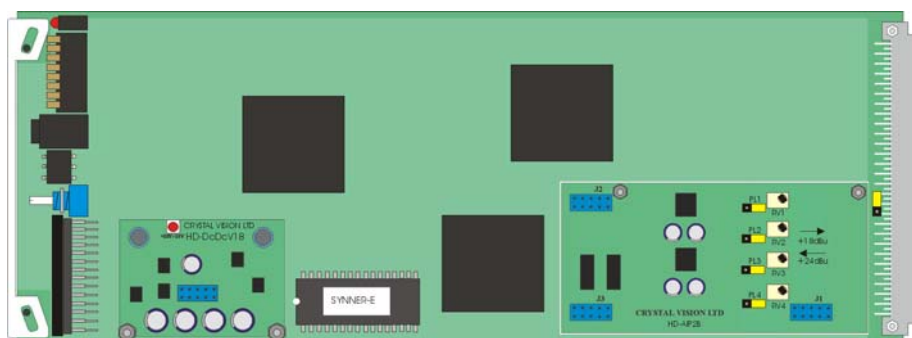 CRYSTAL VISION LTD
HD-DcDcV18
SYNNER-E
J2
PL1
RV1
PL2
RV2
+18dBu
PL3
RV3
+24dBu
PL4
RV4
J3
J1
CRYSTAL VISION LTD
HD-AIP2B